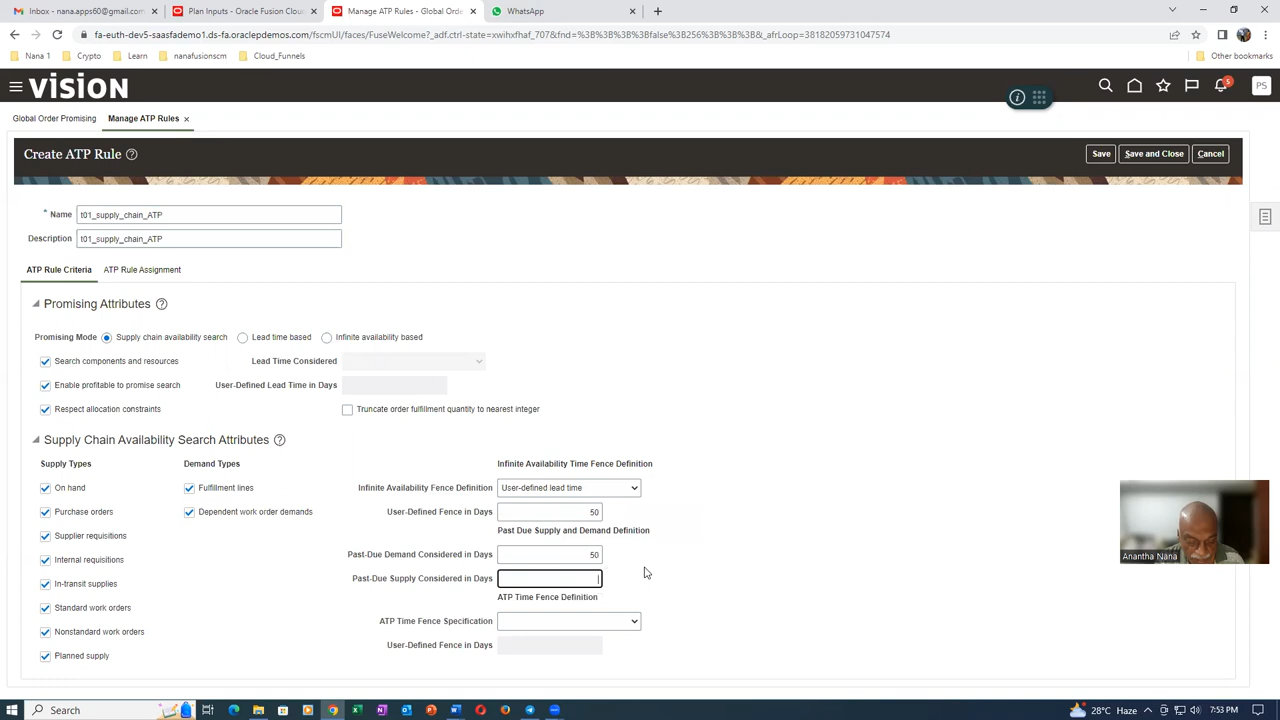 Inbox - nana.apps60@gmail.com
Plan Inputs - Oracle Fusion Clou
Manage ATP Rules - Global Orde
WhatsApp
fa-euth-dev5-saasfademo1.ds-fa.oraclepdemos.com/fscmUI/faces/FuseWelcome?_adf.ctrl-state=xwihxfhaf_707&fnd=%3B%3B%3B%3Bfalse%3B256%3B%3B%3B&_afrLoop=38182059731047574
Nana 1
Crypto
Learn
nanafusionscm
Cloud_Funnels
Other bookmarks
VISION
5
PS
Global Order Promising
Manage ATP Rules
Create ATP Rule
Save
Save and Close
Cancel
* Name t01_supply_chain_ATP
Description t01_supply_chain_ATP
ATP Rule Criteria
ATP Rule Assignment
Promising Attributes
Promising Mode Supply chain availability search Lead time based Infinite availability based
Search components and resources
Lead Time Considered
Enable profitable to promise search
User-Defined Lead Time in Days
Respect allocation constraints
Truncate order fulfillment quantity to nearest integer
Supply Chain Availability Search Attributes
Supply Types
Demand Types
Infinite Availability Time Fence Definition
On hand
Fulfillment lines
Infinite Availability Fence Definition User-defined lead time
Purchase orders
Dependent work order demands
User-Defined Fence in Days 50
Past Due Supply and Demand Definition
Supplier requisitions
Internal requisitions
Past-Due Demand Considered in Days 50
In-transit supplies
Past-Due Supply Considered in Days
ATP Time Fence Definition
Standard work orders
ATP Time Fence Specification
Nonstandard work orders
User-Defined Fence in Days
Planned supply
Anantha Nana
Search
28°C Haze
7:53 PM